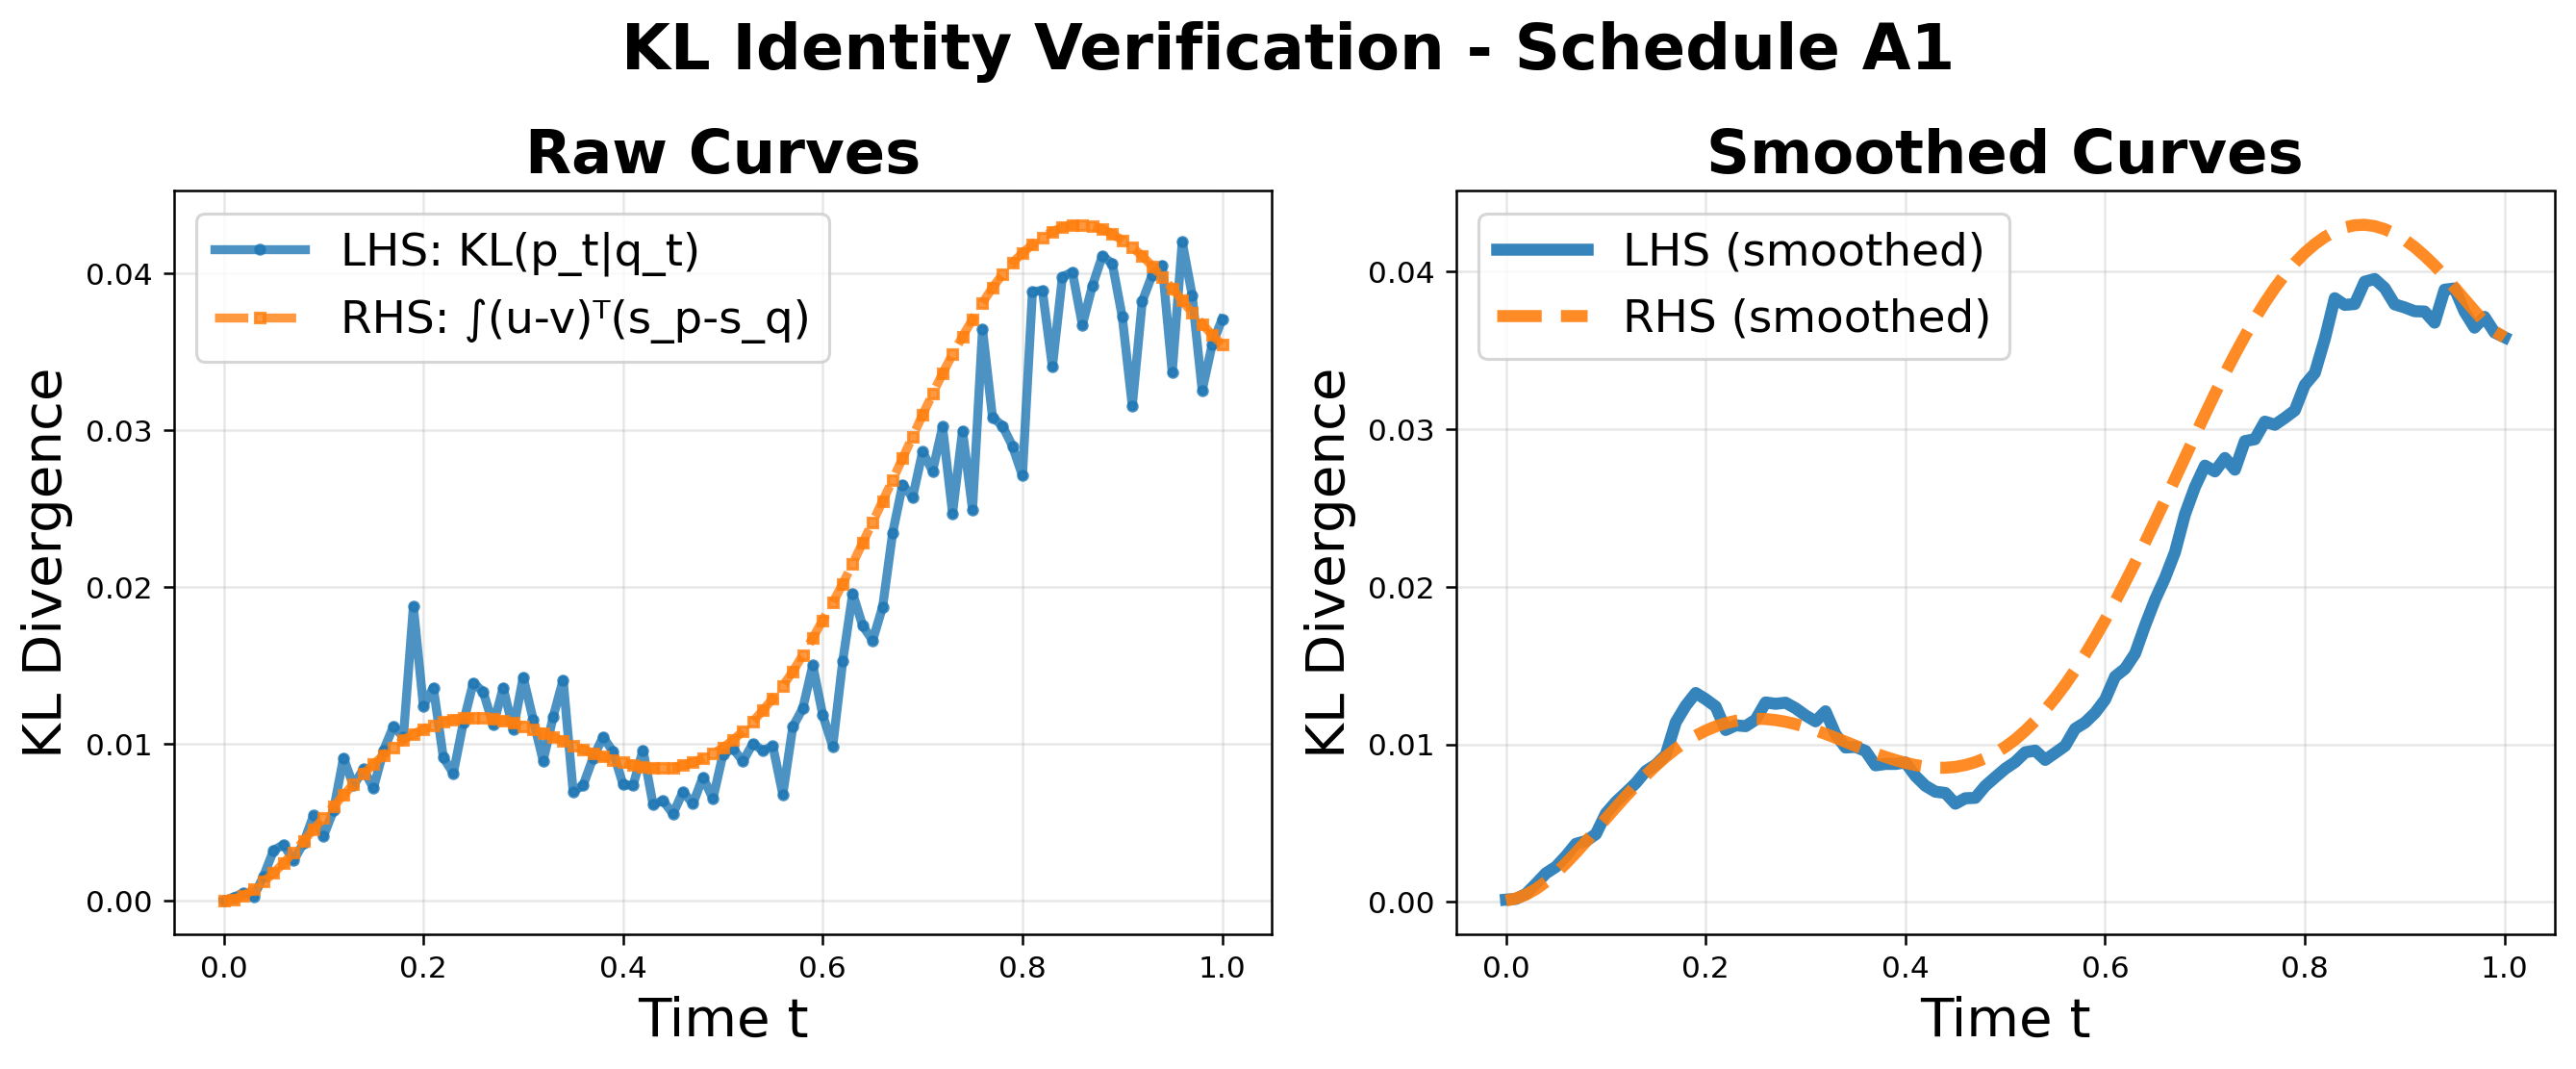 KL Identity Verification - Schedule A1
Raw Curves
LHS: KL(p_t|q_t)
RHS: ∫(u-v)ᵀ(s_p-s_q)
KL Divergence
0.04
0.03
0.02
0.01
0.00
0.0 0.2 0.4 0.6 0.8 1.0
Time t
Smoothed Curves
LHS (smoothed)
RHS (smoothed)
KL Divergence
0.04
0.03
0.02
0.01
0.00
0.0 0.2 0.4 0.6 0.8 1.0
Time t